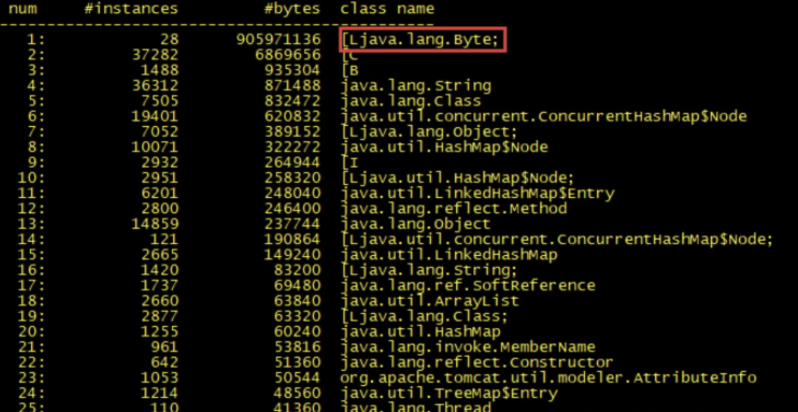 num #instances #bytes class name
----------------------------------------------
1: 28 905971136 [Ljava.lang.Byte;
2: 37282 6869656 [C
3: 1488 935304 [B
4: 36312 871488 java.lang.String
5: 7505 832472 java.lang.Class
6: 19401 620832 java.util.concurrent.ConcurrentHashMap$Node
7: 7052 389152 [Ljava.lang.Object;
8: 10071 322272 java.util.HashMap$Node
9: 2932 264944 [I
10: 2951 258320 [Ljava.util.HashMap$Node;
11: 6201 248040 java.util.LinkedHashMap$Entry
12: 2800 246400 java.lang.reflect.Method
13: 14859 237744 java.lang.Object
14: 121 190864 [Ljava.util.concurrent.ConcurrentHashMap$Node;
15: 2665 149240 java.util.LinkedHashMap
16: 1420 83200 [Ljava.lang.String;
17: 1737 69480 java.lang.ref.SoftReference
18: 2660 63840 java.util.ArrayList
19: 2877 63320 [Ljava.lang.Class;
20: 1255 60240 java.util.HashMap
21: 961 53816 java.lang.invoke.MemberName
22: 642 51360 java.lang.reflect.Constructor
23: 1053 50544 org.apache.tomcat.util.modeler.AttributeInfo
24: 1214 48560 java.util.TreeMap$Entry
25: 110 41360 java.lang.Thread